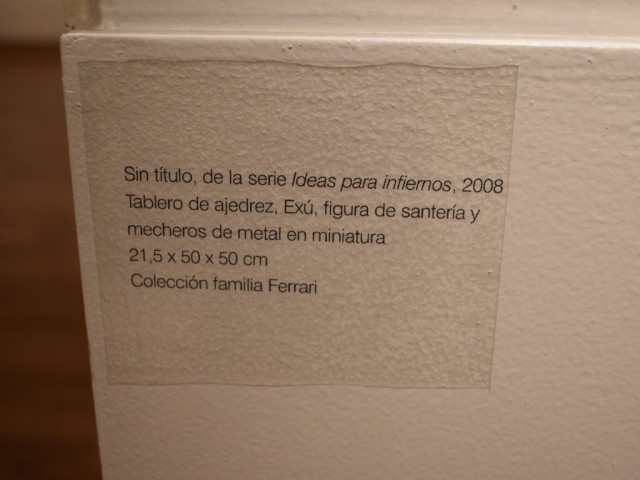 Sin título, de la serie Ideas para infiernos, 2008
Tablero de ajedrez, Exú, figura de santería y
mecheros de metal en miniatura
21,5 x 50 x 50 cm
Colección familia Ferrari